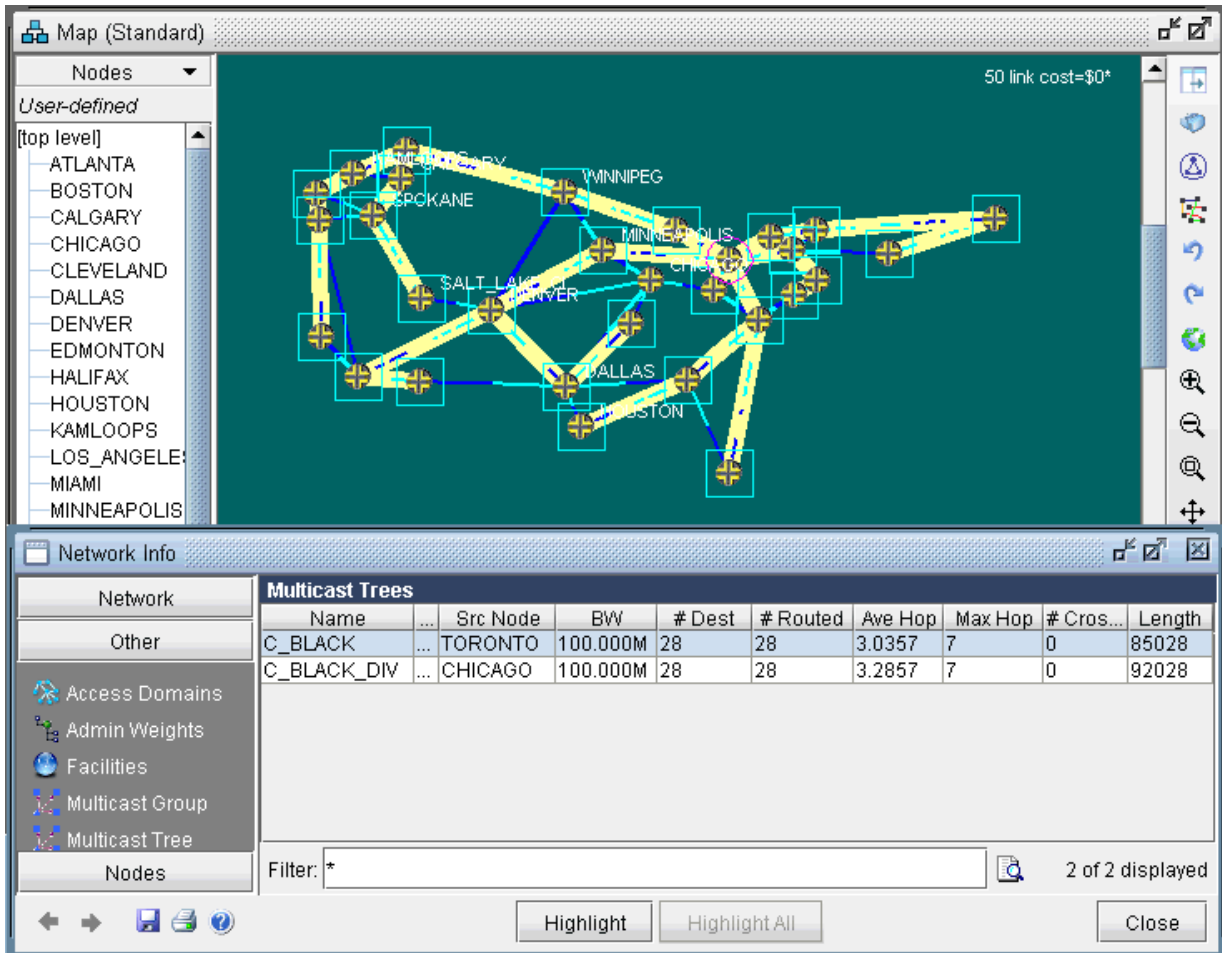 Map (Standard)
Nodes
User-defined
[top level]
ATLANTA
BOSTON
CALGARY
CHICAGO
CLEVELAND
DALLAS
DENVER
EDMONTON
HALIFAX
HOUSTON
KAMLOOPS
LOS_ANGELE
MIAMI
MINNEAPOLIS
50 link cost=$0*
WINNIPEG
SPOKANE
MINNEAPOLIS
SALT_LAKE
DALLAS
HOUSTON
Network Info
Network
Other
Access Domains
Admin Weights
Facilities
Multicast Group
Multicast Tree
Nodes
Multicast Trees
Name ... Src Node BW # Dest # Routed Ave Hop Max Hop # Cros... Length
C_BLACK ... TORONTO 100.000M 28 28 3.0357 7 0 85028
C_BLACK_DIV ... CHICAGO 100.000M 28 28 3.2857 7 0 92028
Filter: * 2 of 2 displayed
Highlight Highlight All Close